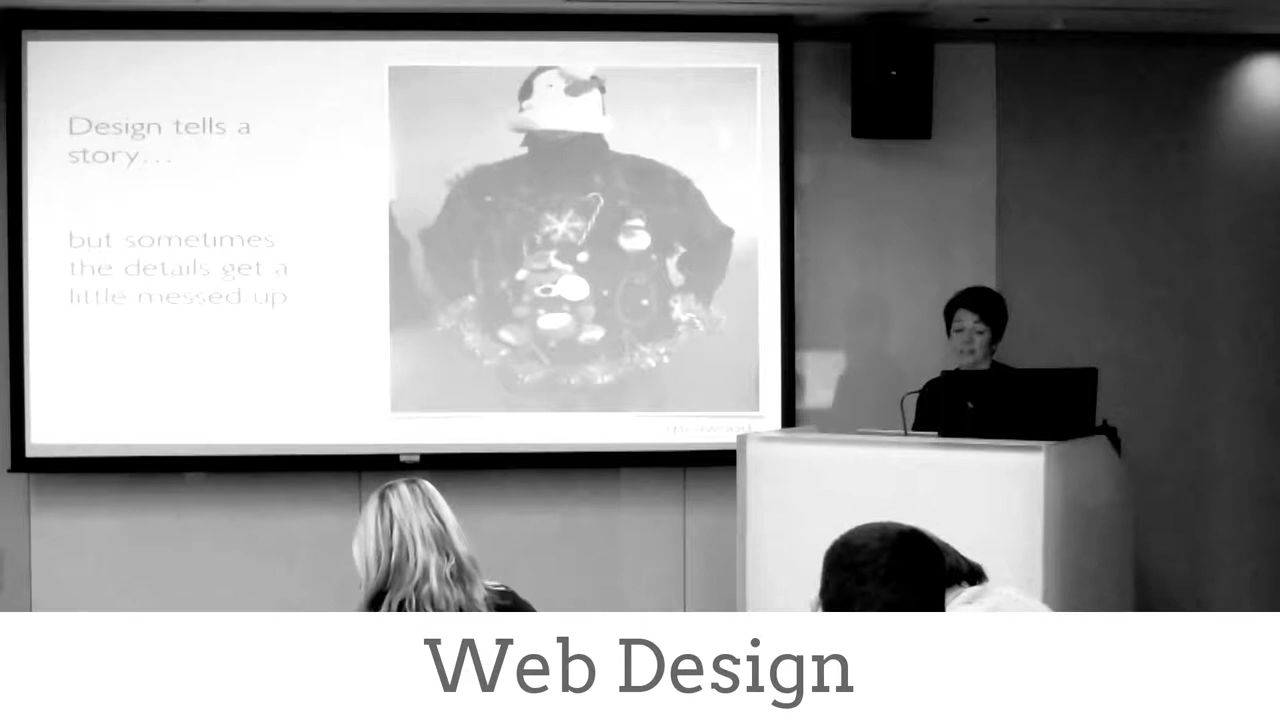 Design tells a
story...
but sometimes
the details get a
little messed up
Web Design